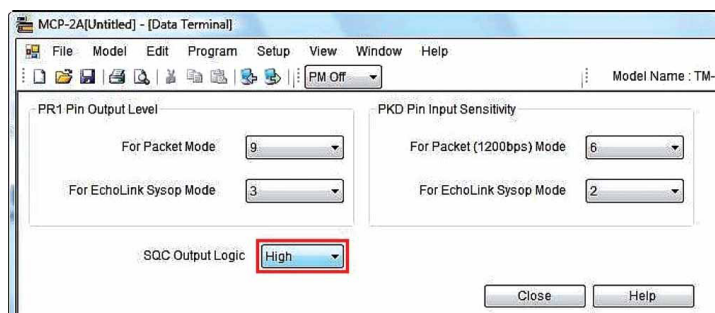 MCP-2A[Untitled] - [Data Terminal]
File Model Edit Program Setup View Window Help
PM Off
Model Name : TM-
PR1 Pin Output Level
For Packet Mode 9
For EchoLink Sysop Mode 3
PKD Pin Input Sensitivity
For Packet (1200bps) Mode 6
For EchoLink Sysop Mode 2
SQC Output Logic High
Close Help